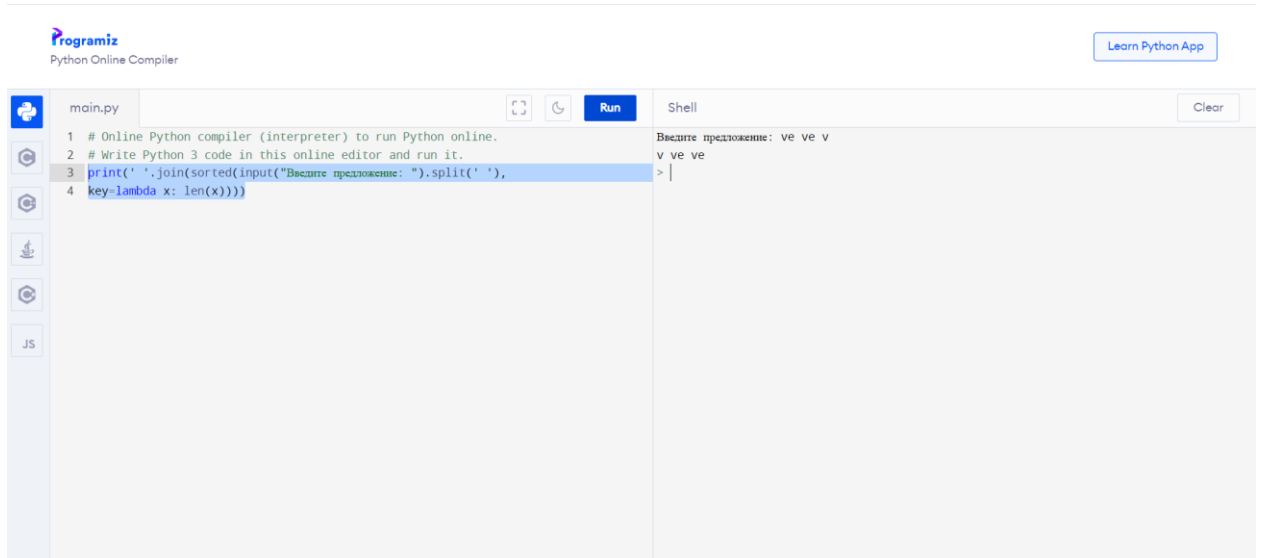 Programiz
Python Online Compiler
Learn Python App
main.py
Run
Shell
Clear
1 # Online Python compiler (interpreter) to run Python online.
2 # Write Python 3 code in this online editor and run it.
3 print(' '.join(sorted(input("Введите предложение: ").split(' '),
4 key=lambda x: len(x))))
Введите предложение: ve ve v
v ve ve
>
JS